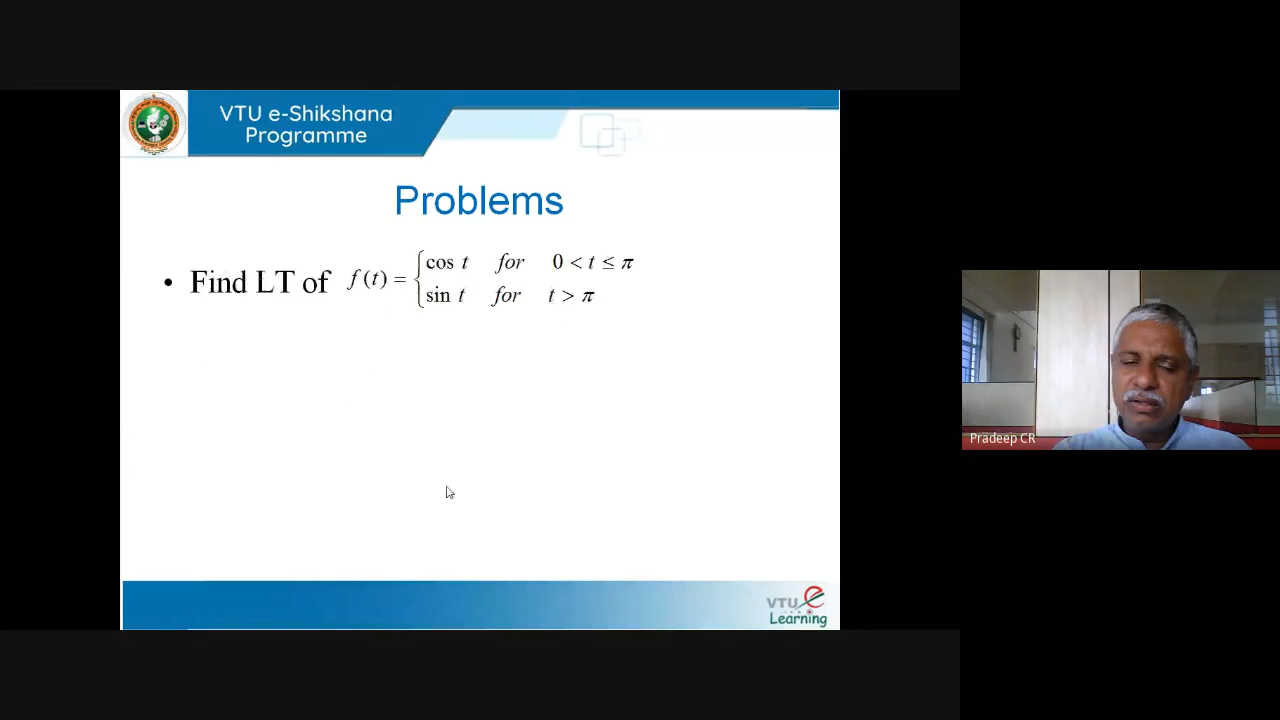 VTU e-Shikshana
Programme
Problems
• Find LT of f(t) = { cos t for 0 < t ≤ π
sin t for t > π
Pradeep CR
VTU e
Learning